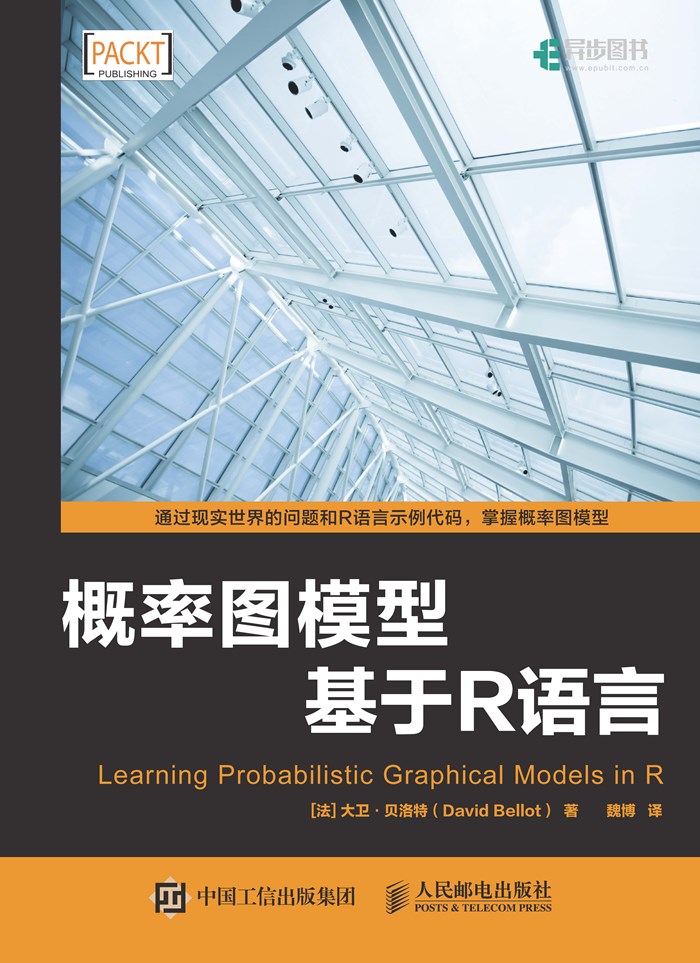 PACKT
PUBLISHING
异步图书
www.epubit.com.cn
通过现实世界的问题和R语言示例代码，掌握概率图模型
概率图模型
基于R语言
Learning Probabilistic Graphical Models in R
[法] 大卫·贝洛特（David Bellot） 著 魏博 译
中国工信出版集团
人民邮电出版社
POSTS & TELECOM PRESS